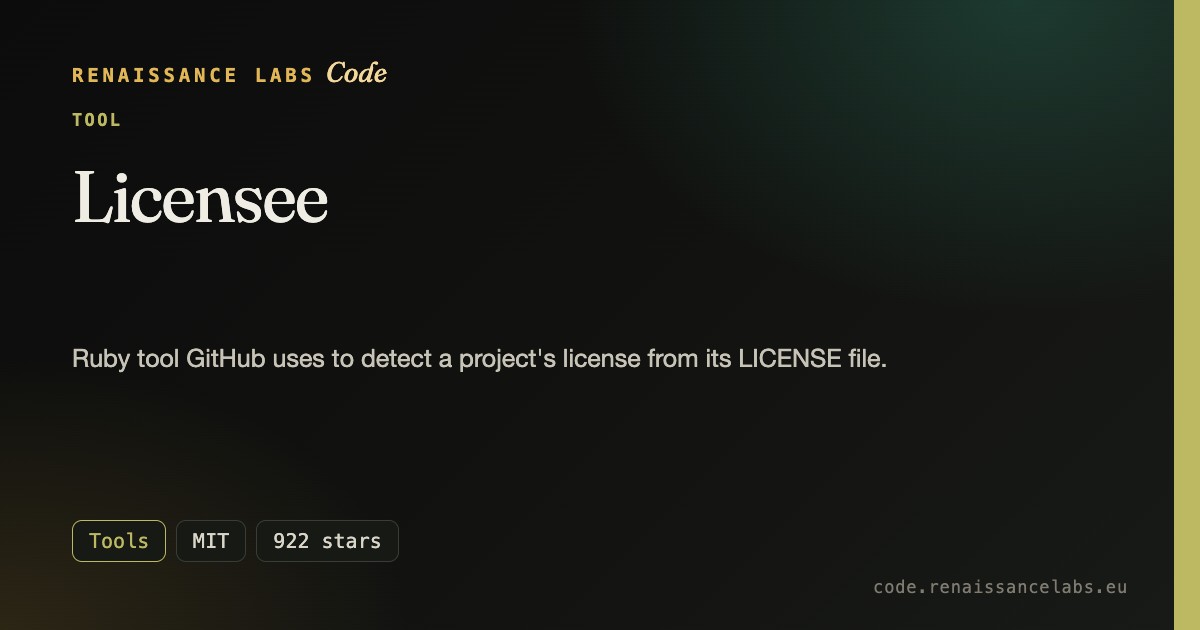 RENAISSANCE LABS Code
TOOL
Licensee
Ruby tool GitHub uses to detect a project's license from its LICENSE file.
Tools MIT 922 stars
code.renaissancelabs.eu